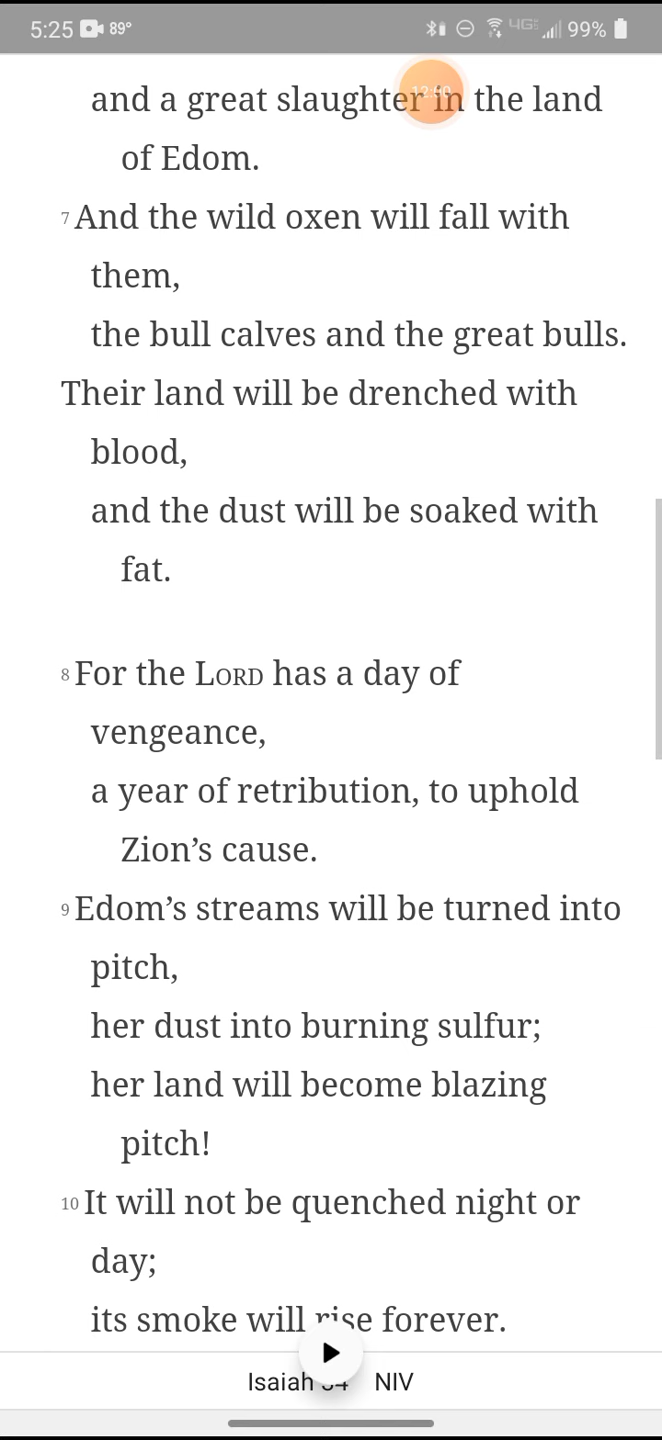 5:25 89° 4GE 99%
and a great slaughter in the land
12:50
of Edom.
7 And the wild oxen will fall with
them,
the bull calves and the great bulls.
Their land will be drenched with
blood,
and the dust will be soaked with
fat.
8 For the LORD has a day of
vengeance,
a year of retribution, to uphold
Zion’s cause.
9 Edom’s streams will be turned into
pitch,
her dust into burning sulfur;
her land will become blazing
pitch!
10 It will not be quenched night or
day;
its smoke will rise forever.
Isaiah 34 NIV